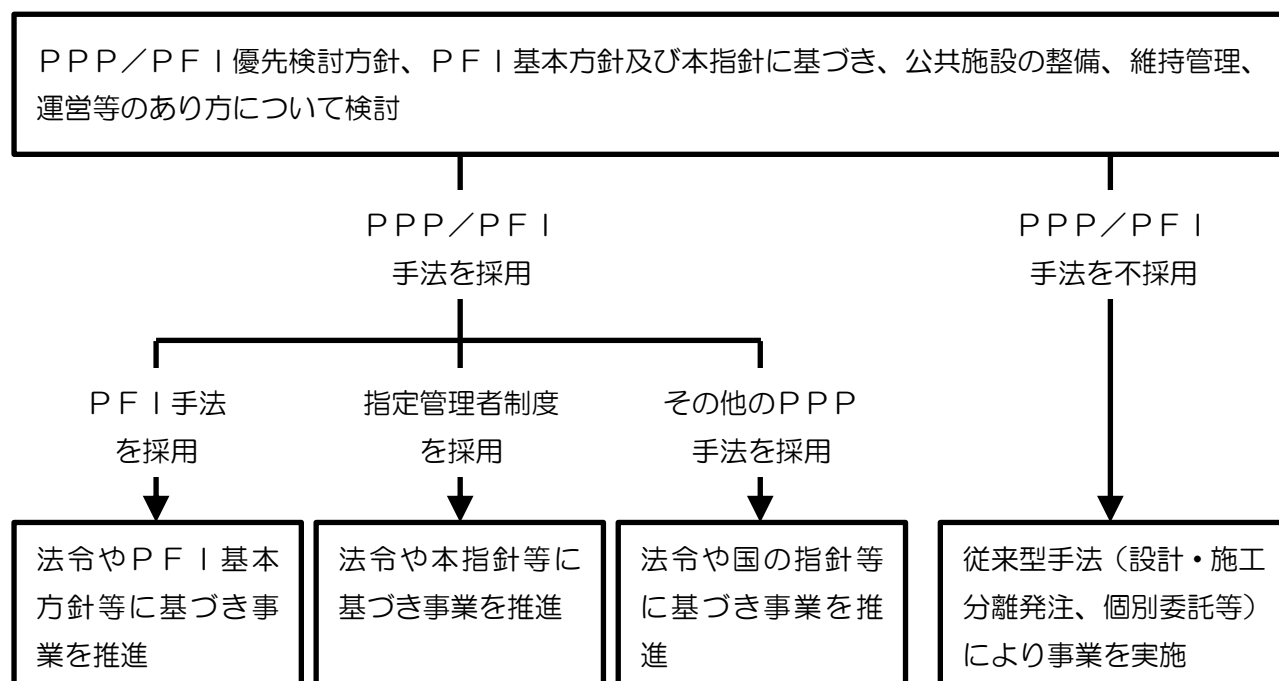 ＰＰＰ／ＰＦＩ優先検討方針、ＰＦＩ基本方針及び本指針に基づき、公共施設の整備、維持管理、
運営等のあり方について検討
ＰＰＰ／ＰＦＩ
手法を採用
ＰＰＰ／ＰＦＩ
手法を不採用
ＰＦＩ手法
を採用
指定管理者制度
を採用
その他のＰＰＰ
手法を採用
法令やＰＦＩ基本
方針等に基づき事
業を推進
法令や本指針等に
基づき事業を推進
法令や国の指針等
に基づき事業を推
進
従来型手法（設計・施工
分離発注、個別委託等）
により事業を実施